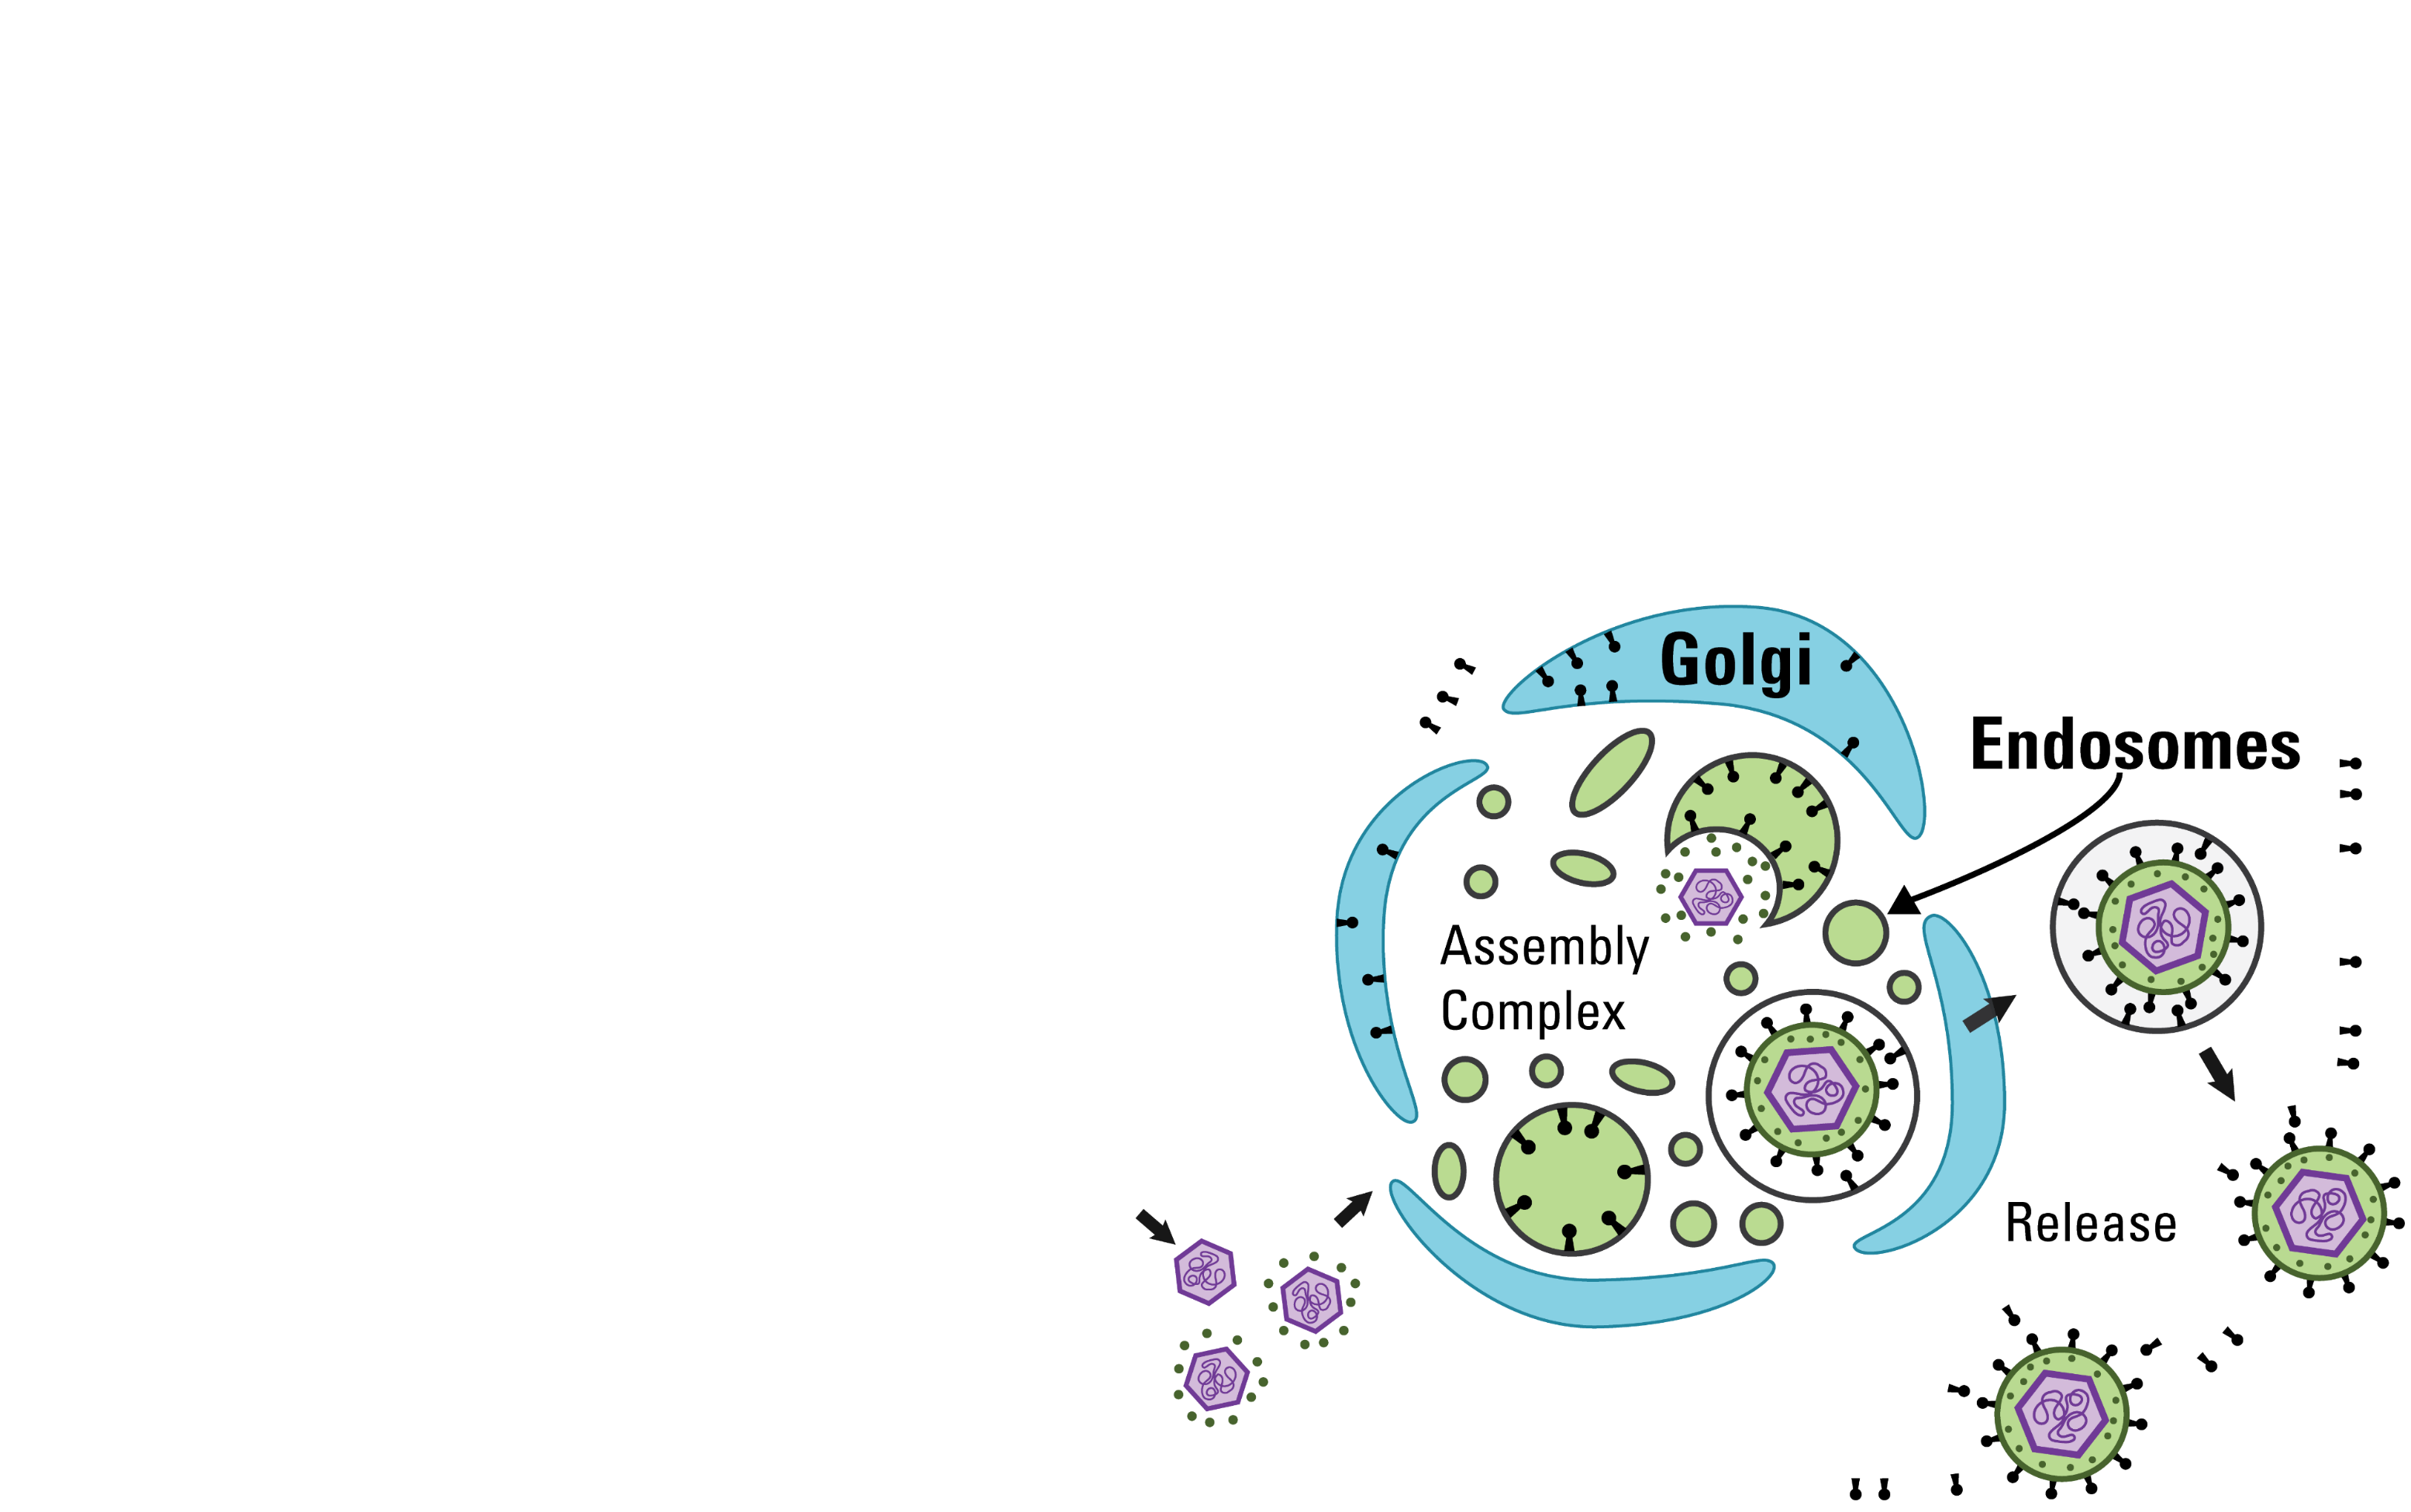 Golgi
Endosomes
Assembly
Complex
Release